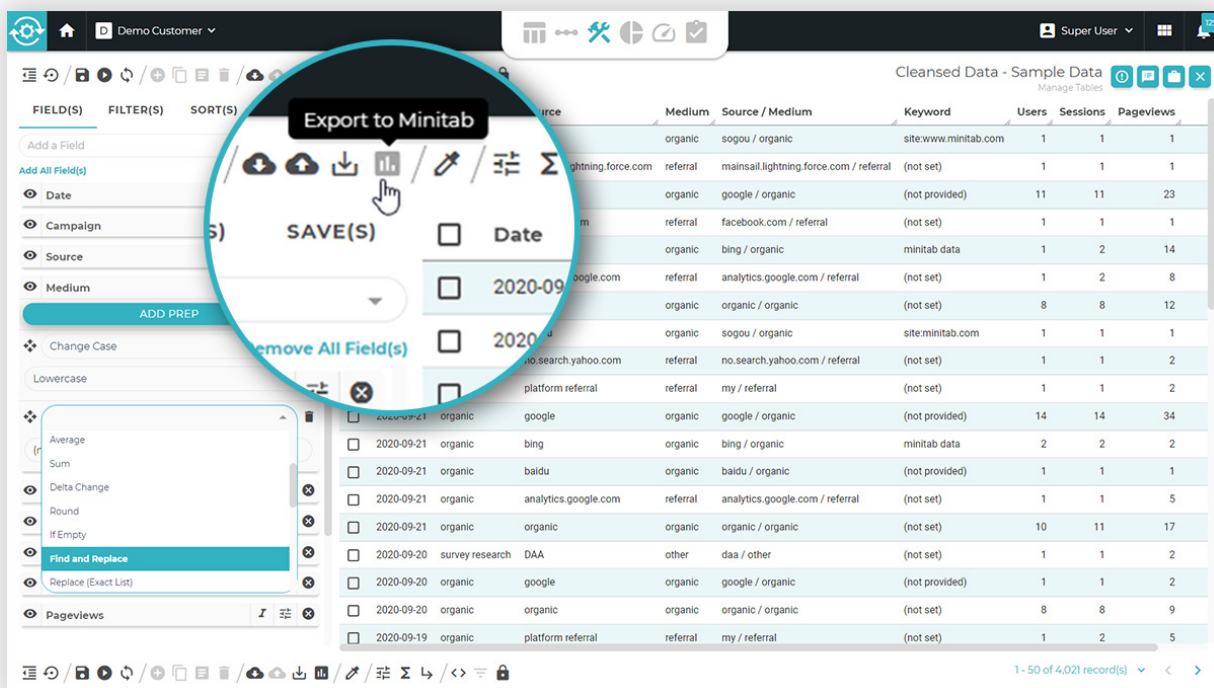 D Demo Customer
Super User
125
Cleansed Data - Sample Data
Manage Tables
FIELD(S) FILTER(S) SORT(S)
Add a Field
Add All Field(s)
Date
Campaign
Source
Medium
ADD PREP
Change Case
Lowercase
Average
Sum
Delta Change
Round
If Empty
Find and Replace
Replace (Exact List)
Pageviews
Export to Minitab
SAVE(S)
Date
2020-09
2020
Remove All Field(s)
Medium Source / Medium Keyword Users Sessions Pageviews
organic sogou / organic site:www.minitab.com 1 1 1
referral mainsail.lightning.force.com / referral (not set) 1 1 1
organic google / organic (not provided) 11 11 23
referral facebook.com / referral (not set) 1 1 1
organic bing / organic minitab data 1 2 14
referral analytics.google.com / referral (not set) 1 2 8
organic organic / organic (not set) 8 8 12
organic sogou / organic site:minitab.com 1 1 1
no.search.yahoo.com referral no.search.yahoo.com / referral (not set) 1 1 2
platform referral referral my / referral (not set) 1 1 2
2020-09-21 organic google organic google / organic (not provided) 14 14 34
2020-09-21 organic bing organic bing / organic minitab data 2 2 2
2020-09-21 organic baidu organic baidu / organic (not provided) 1 1 1
2020-09-21 organic analytics.google.com referral analytics.google.com / referral (not set) 1 1 5
2020-09-21 organic organic organic organic / organic (not set) 10 11 17
2020-09-20 survey research DAA other daa / other (not set) 1 1 2
2020-09-20 organic google organic google / organic (not provided) 1 1 2
2020-09-20 organic organic organic organic / organic (not set) 8 8 9
2020-09-19 organic platform referral referral my / referral (not set) 1 2 5
1 - 50 of 4,021 record(s)